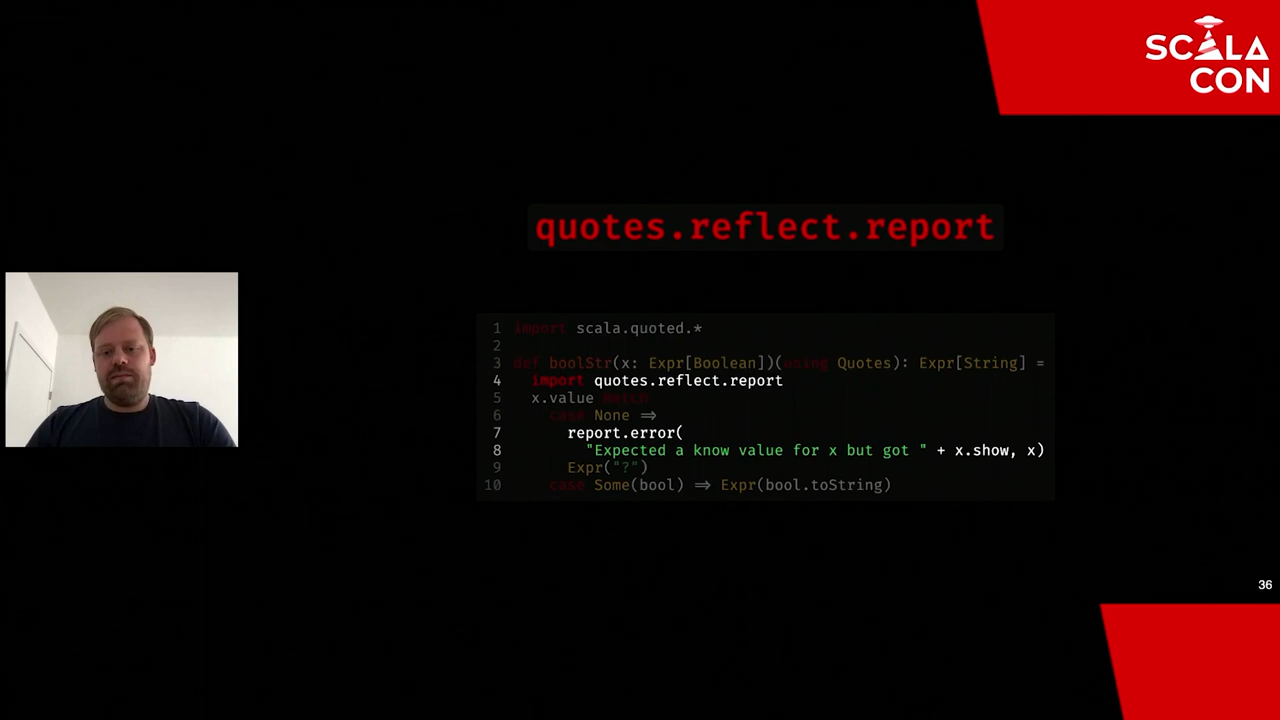 SCALA
CON
quotes.reflect.report
1 import scala.quoted.*
2
3 def boolStr(x: Expr[Boolean])(using Quotes): Expr[String] =
4 import quotes.reflect.report
5 x.value match
6 case None =>
7 report.error(
8 "Expected a know value for x but got " + x.show, x)
9 Expr("?")
10 case Some(bool) => Expr(bool.toString)
36